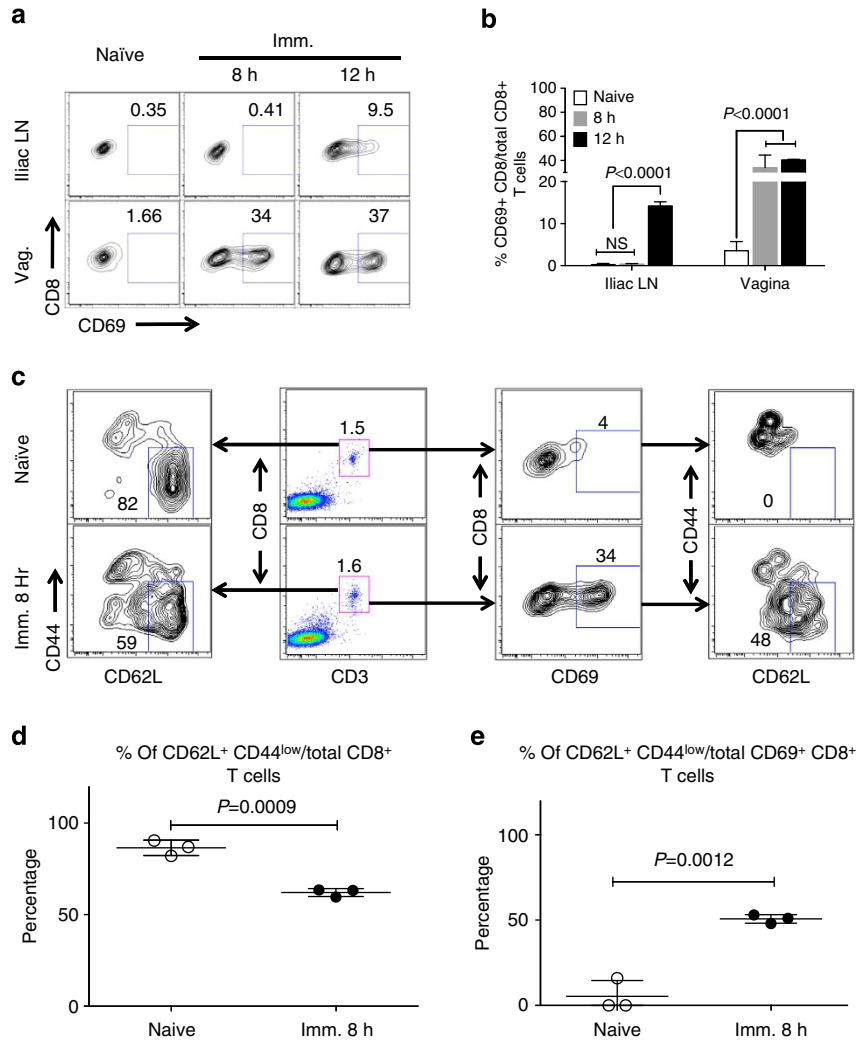 a
Naïve
Imm.
8 h
12 h
Iliac LN
0.35
0.41
9.5
Vag.
1.66
34
37
CD8
CD69
b
% CD69+ CD8/total CD8+
T cells
100
80
60
40
20
10
0
Naive
8 h
12 h
P<0.0001
P<0.0001
NS
Iliac LN
Vagina
c
Naïve
82
1.5
4
0
CD8
CD8
CD44
Imm. 8 Hr
CD44
59
1.6
34
48
CD62L
CD3
CD69
CD62L
d
% Of CD62L+ CD44low/total CD8+
T cells
P=0.0009
Percentage
100
50
0
Naive
Imm. 8 h
e
% Of CD62L+ CD44low/total CD69+ CD8+
T cells
P=0.0012
Percentage
100
50
0
Naive
Imm. 8 h